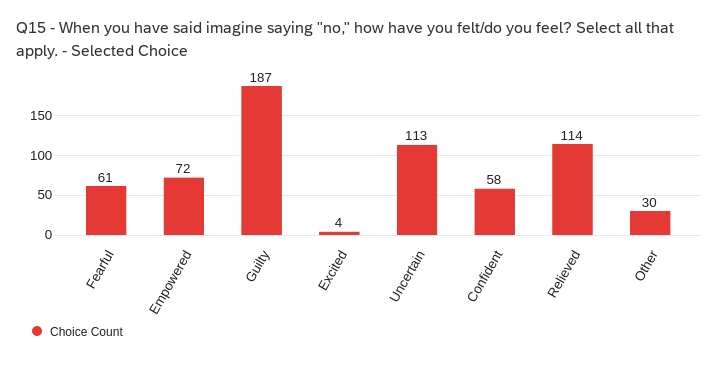 Q15 - When you have said imagine saying "no," how have you felt/do you feel? Select all that
apply. - Selected Choice
187
150
113
114
100
72
61
58
50
30
4
0
Fearful
Empowered
Guilty
Excited
Uncertain
Confident
Relieved
Other
Choice Count